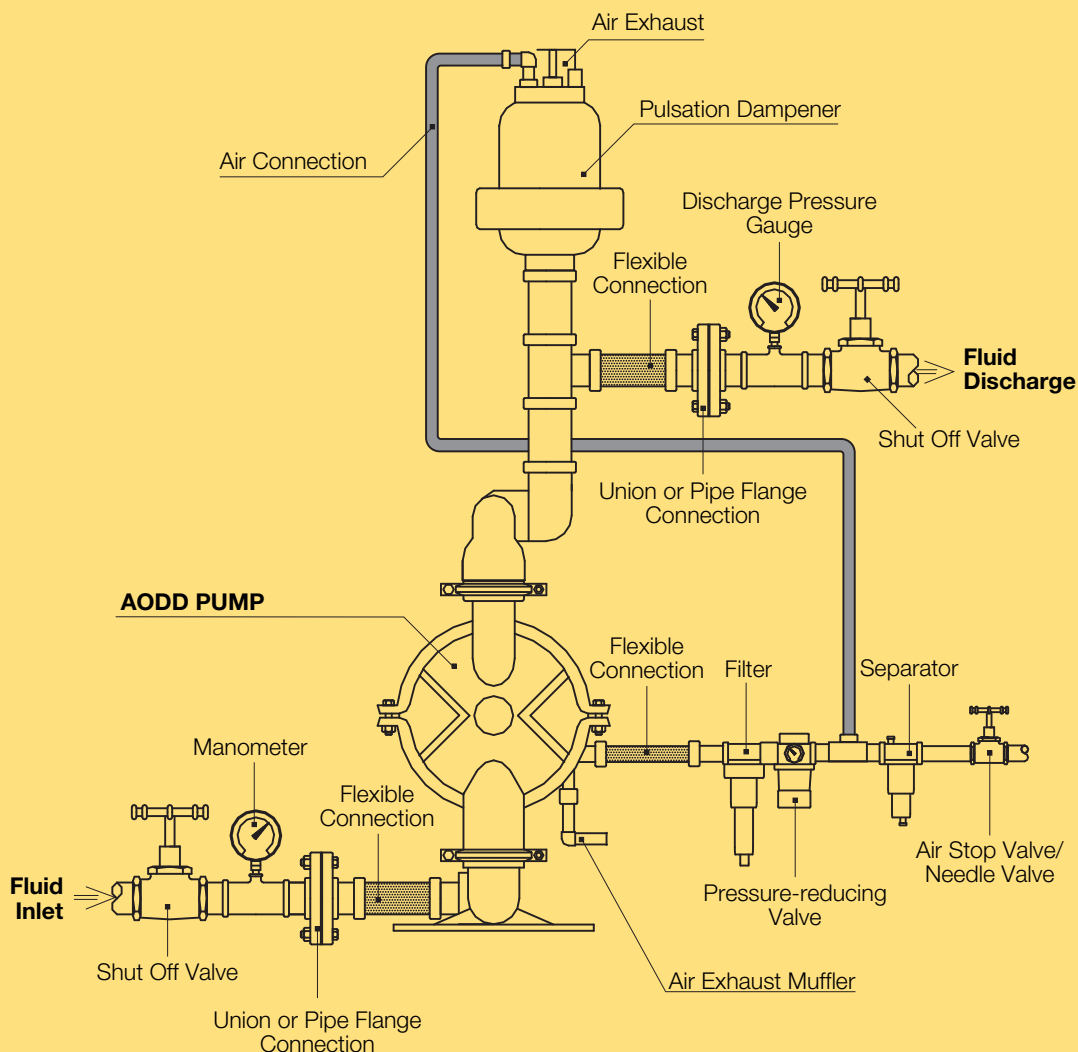 Air Exhaust
Pulsation Dampener
Air Connection
Discharge Pressure
Gauge
Flexible
Connection
Fluid
Discharge
Shut Off Valve
Union or Pipe Flange
Connection
AODD PUMP
Flexible
Connection
Filter
Separator
Manometer
Flexible
Connection
Air Stop Valve/
Needle Valve
Fluid
Inlet
Pressure-reducing
Valve
Shut Off Valve
Air Exhaust Muffler
Union or Pipe Flange
Connection